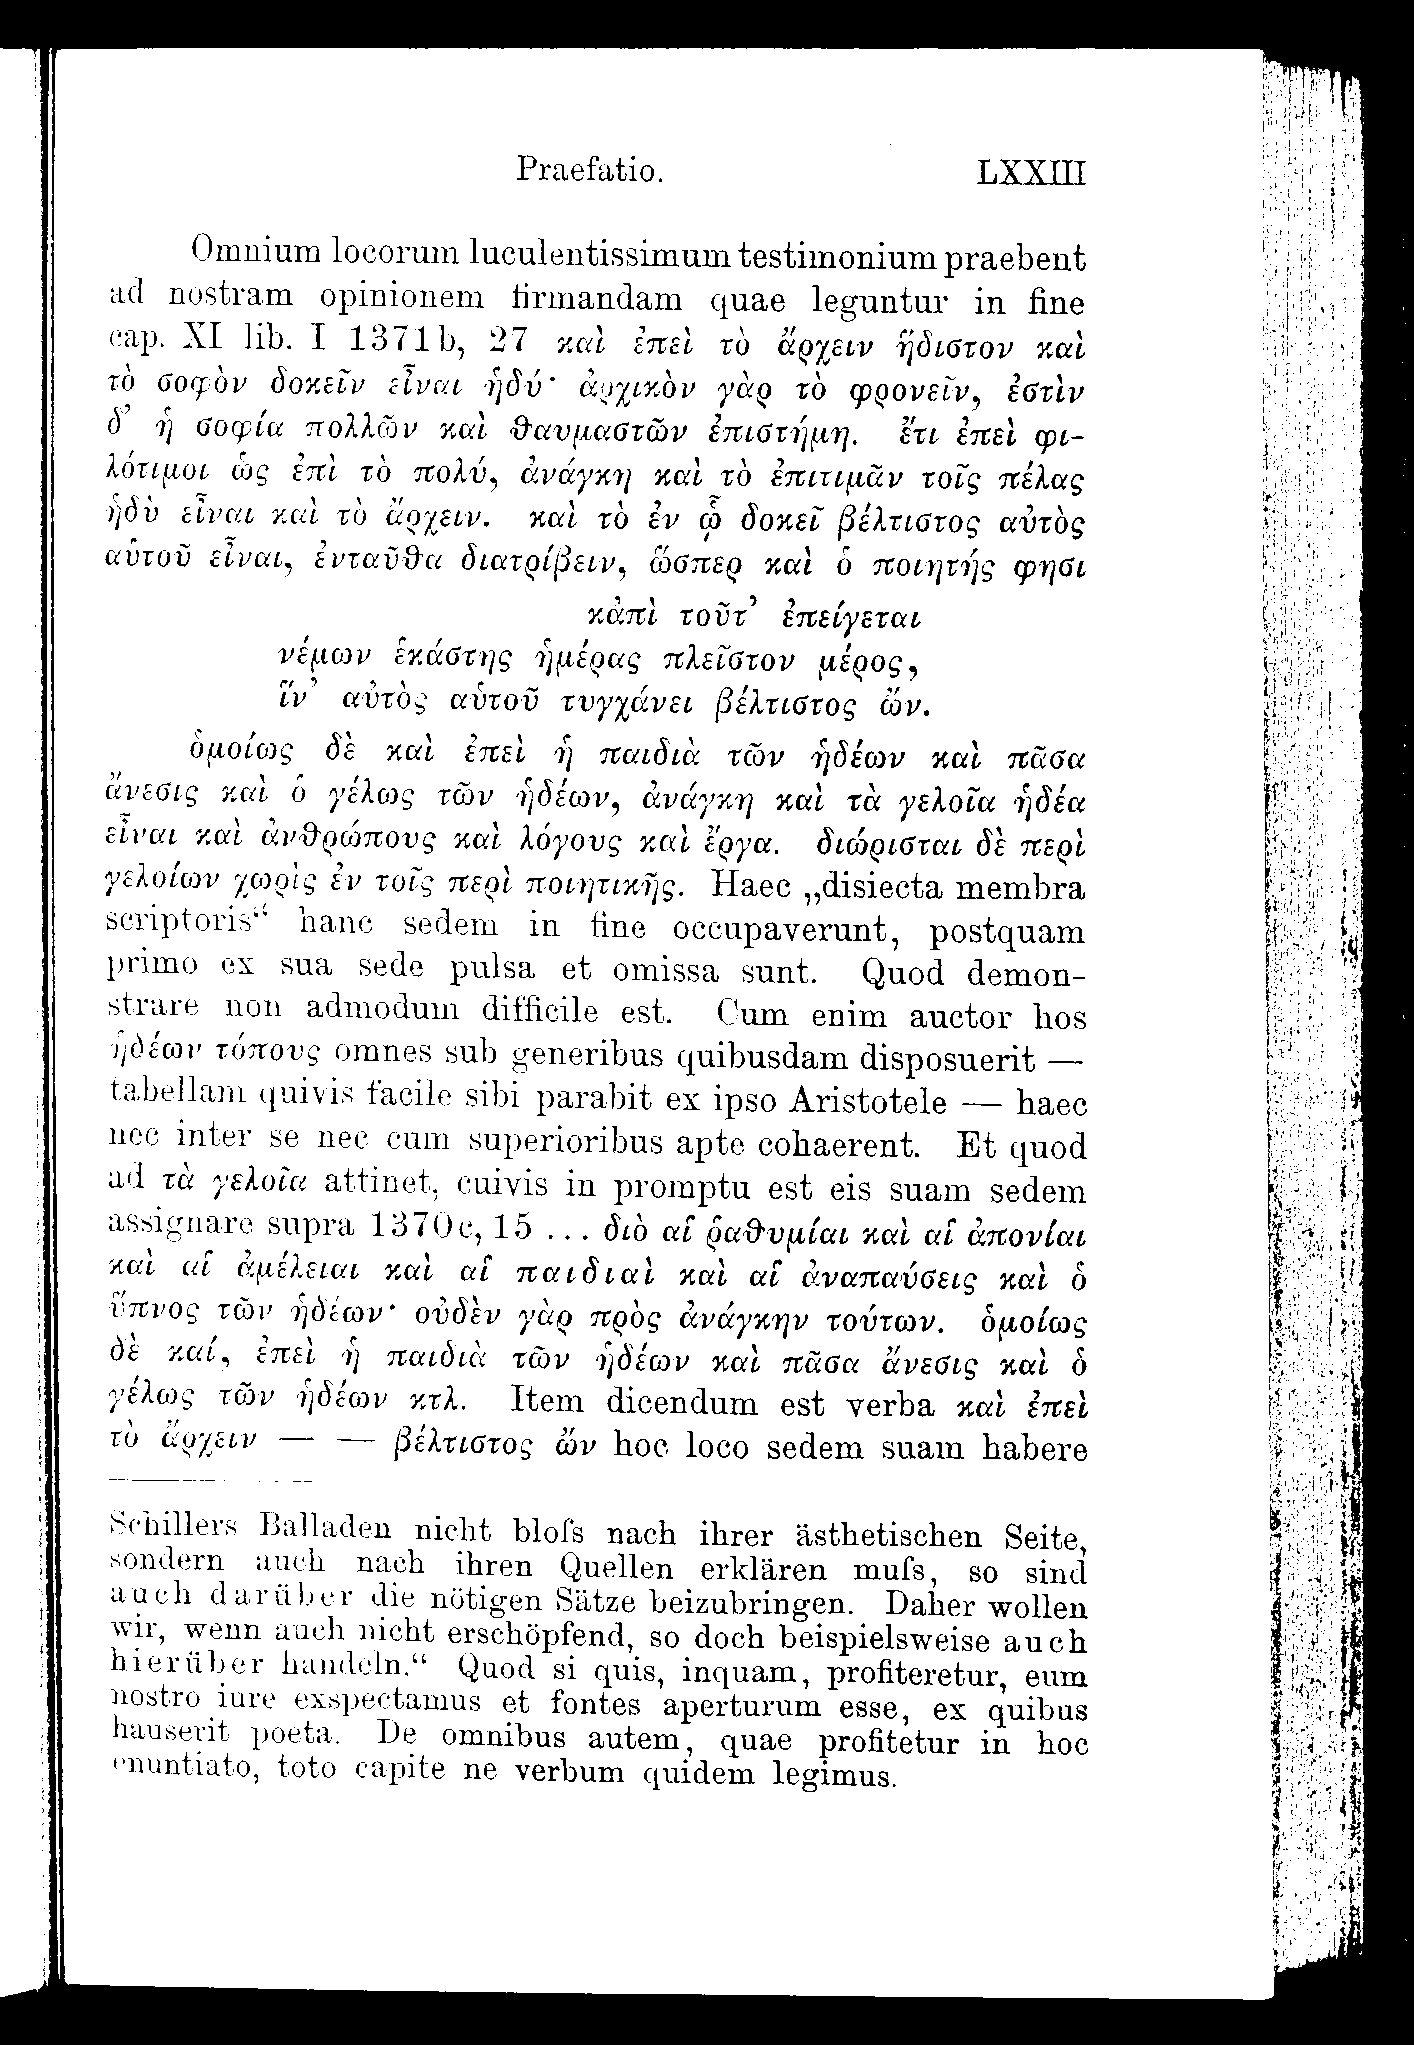 Praefatio. LXXIII
Omnium locorum luculentissimum testimonium praebent
ad nostram opinionem firmandam quae leguntur in fine
cap. XI lib. I 1371b, 27 καὶ ἐπεὶ τὸ ἄρχειν ἥδιστον καὶ
τὸ σοφὸν δοκεῖν εἶναι ἡδύ· ἀρχικὸν γὰρ τὸ φρονεῖν, ἐστὶν
δ’ ἡ σοφία πολλῶν καὶ θαυμαστῶν ἐπιστήμη. ἔτι ἐπεὶ φι-
λότιμοι ὡς ἐπὶ τὸ πολύ, ἀνάγκη καὶ τὸ ἐπιτιμᾶν τοῖς πέλας
ἡδὺ εἶναι καὶ τὸ ἄρχειν. καὶ τὸ ἐν ᾧ δοκεῖ βέλτιστος αὐτὸς
αὑτοῦ εἶναι, ἐνταῦθα διατρίβειν, ὥσπερ καὶ ὁ ποιητής φησι
κἀπὶ τοῦτ’ ἐπείγεται
νέμων ἑκάστης ἡμέρας πλεῖστον μέρος,
ἵν’ αὐτὸς αὑτοῦ τυγχάνει βέλτιστος ὤν.
ὁμοίως δὲ καὶ ἐπεὶ ἡ παιδιὰ τῶν ἡδέων καὶ πᾶσα
ἄνεσις καὶ ὁ γέλως τῶν ἡδέων, ἀνάγκη καὶ τὰ γελοῖα ἡδέα
εἶναι καὶ ἀνθρώπους καὶ λόγους καὶ ἔργα. διώρισται δὲ περὶ
γελοίων χωρὶς ἐν τοῖς περὶ ποιητικῆς. Haec „disiecta membra
scriptoris“ hanc sedem in fine occupaverunt, postquam
primo ex sua sede pulsa et omissa sunt. Quod demon-
strare non admodum difficile est. Cum enim auctor hos
ἡδέων τόπους omnes sub generibus quibusdam disposuerit —
tabellam quivis facile sibi parabit ex ipso Aristotele — haec
nec inter se nec cum superioribus apte cohaerent. Et quod
ad τὰ γελοῖα attinet, cuivis in promptu est eis suam sedem
assignare supra 1370c, 15 ... διὸ αἱ ῥαθυμίαι καὶ αἱ ἀπονίαι
καὶ αἱ ἀμέλειαι καὶ αἱ παιδιαὶ καὶ αἱ ἀναπαύσεις καὶ ὁ
ὕπνος τῶν ἡδέων· οὐδὲν γὰρ πρὸς ἀνάγκην τούτων. ὁμοίως
δὲ καί, ἐπεὶ ἡ παιδιὰ τῶν ἡδέων καὶ πᾶσα ἄνεσις καὶ ὁ
γέλως τῶν ἡδέων κτλ. Item dicendum est verba καὶ ἐπεὶ
τὸ ἄρχειν — — βέλτιστος ὤν hoc loco sedem suam habere
Schillers Balladen nicht bloſs nach ihrer ästhetischen Seite,
sondern auch nach ihren Quellen erklären muſs, so sind
auch darüber die nötigen Sätze beizubringen. Daher wollen
wir, wenn auch nicht erschöpfend, so doch beispielsweise auch
hierüber handeln.“ Quod si quis, inquam, profiteretur, eum
nostro iure exspectamus et fontes aperturum esse, ex quibus
hauserit poeta. De omnibus autem, quae profitetur in hoc
enuntiato, toto capite ne verbum quidem legimus.